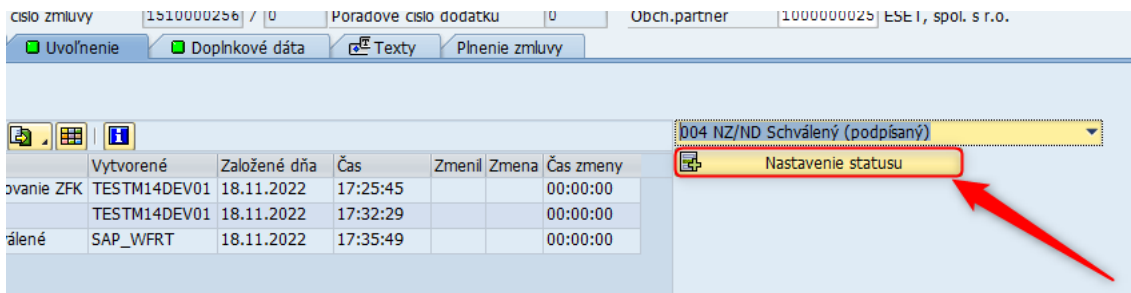 číslo zmluvy 1510000256 / 0 Poradové číslo dodatku 0 Obch.partner 1000000025 ESET, spol. s r.o.
Uvoľnenie Doplnkové dáta Texty Plnenie zmluvy
004 NZ/ND Schválený (podpísaný)
Nastavenie statusu
Vytvorené Založené dňa Čas Zmenil Zmena Čas zmeny
ovanie ZFK TESTM14DEV01 18.11.2022 17:25:45 00:00:00
TESTM14DEV01 18.11.2022 17:32:29 00:00:00
válené SAP_WFRT 18.11.2022 17:35:49 00:00:00